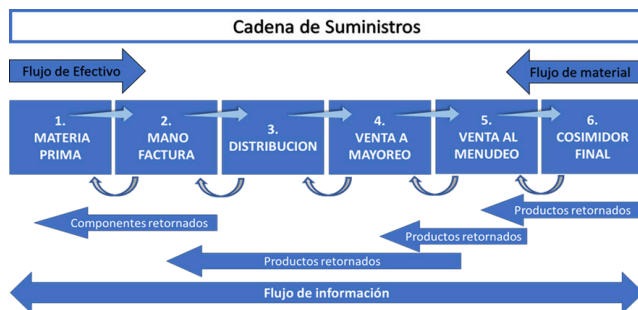 Cadena de Suministros
Flujo de Efectivo
Flujo de material
1.
MATERIA
PRIMA
2.
MANO
FACTURA
3.
DISTRIBUCION
4.
VENTA A
MAYOREO
5.
VENTA AL
MENUDEO
6.
COSIMIDOR
FINAL
Productos retornados
Componentes retornados
Productos retornados
Productos retornados
Flujo de información